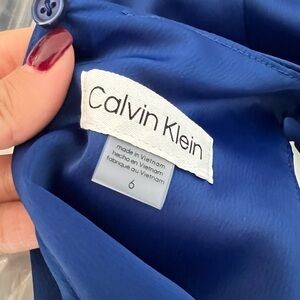 Calvin Klein
made in Vietnam
hecho en Vietnam
fabriqué au Vietnam
6